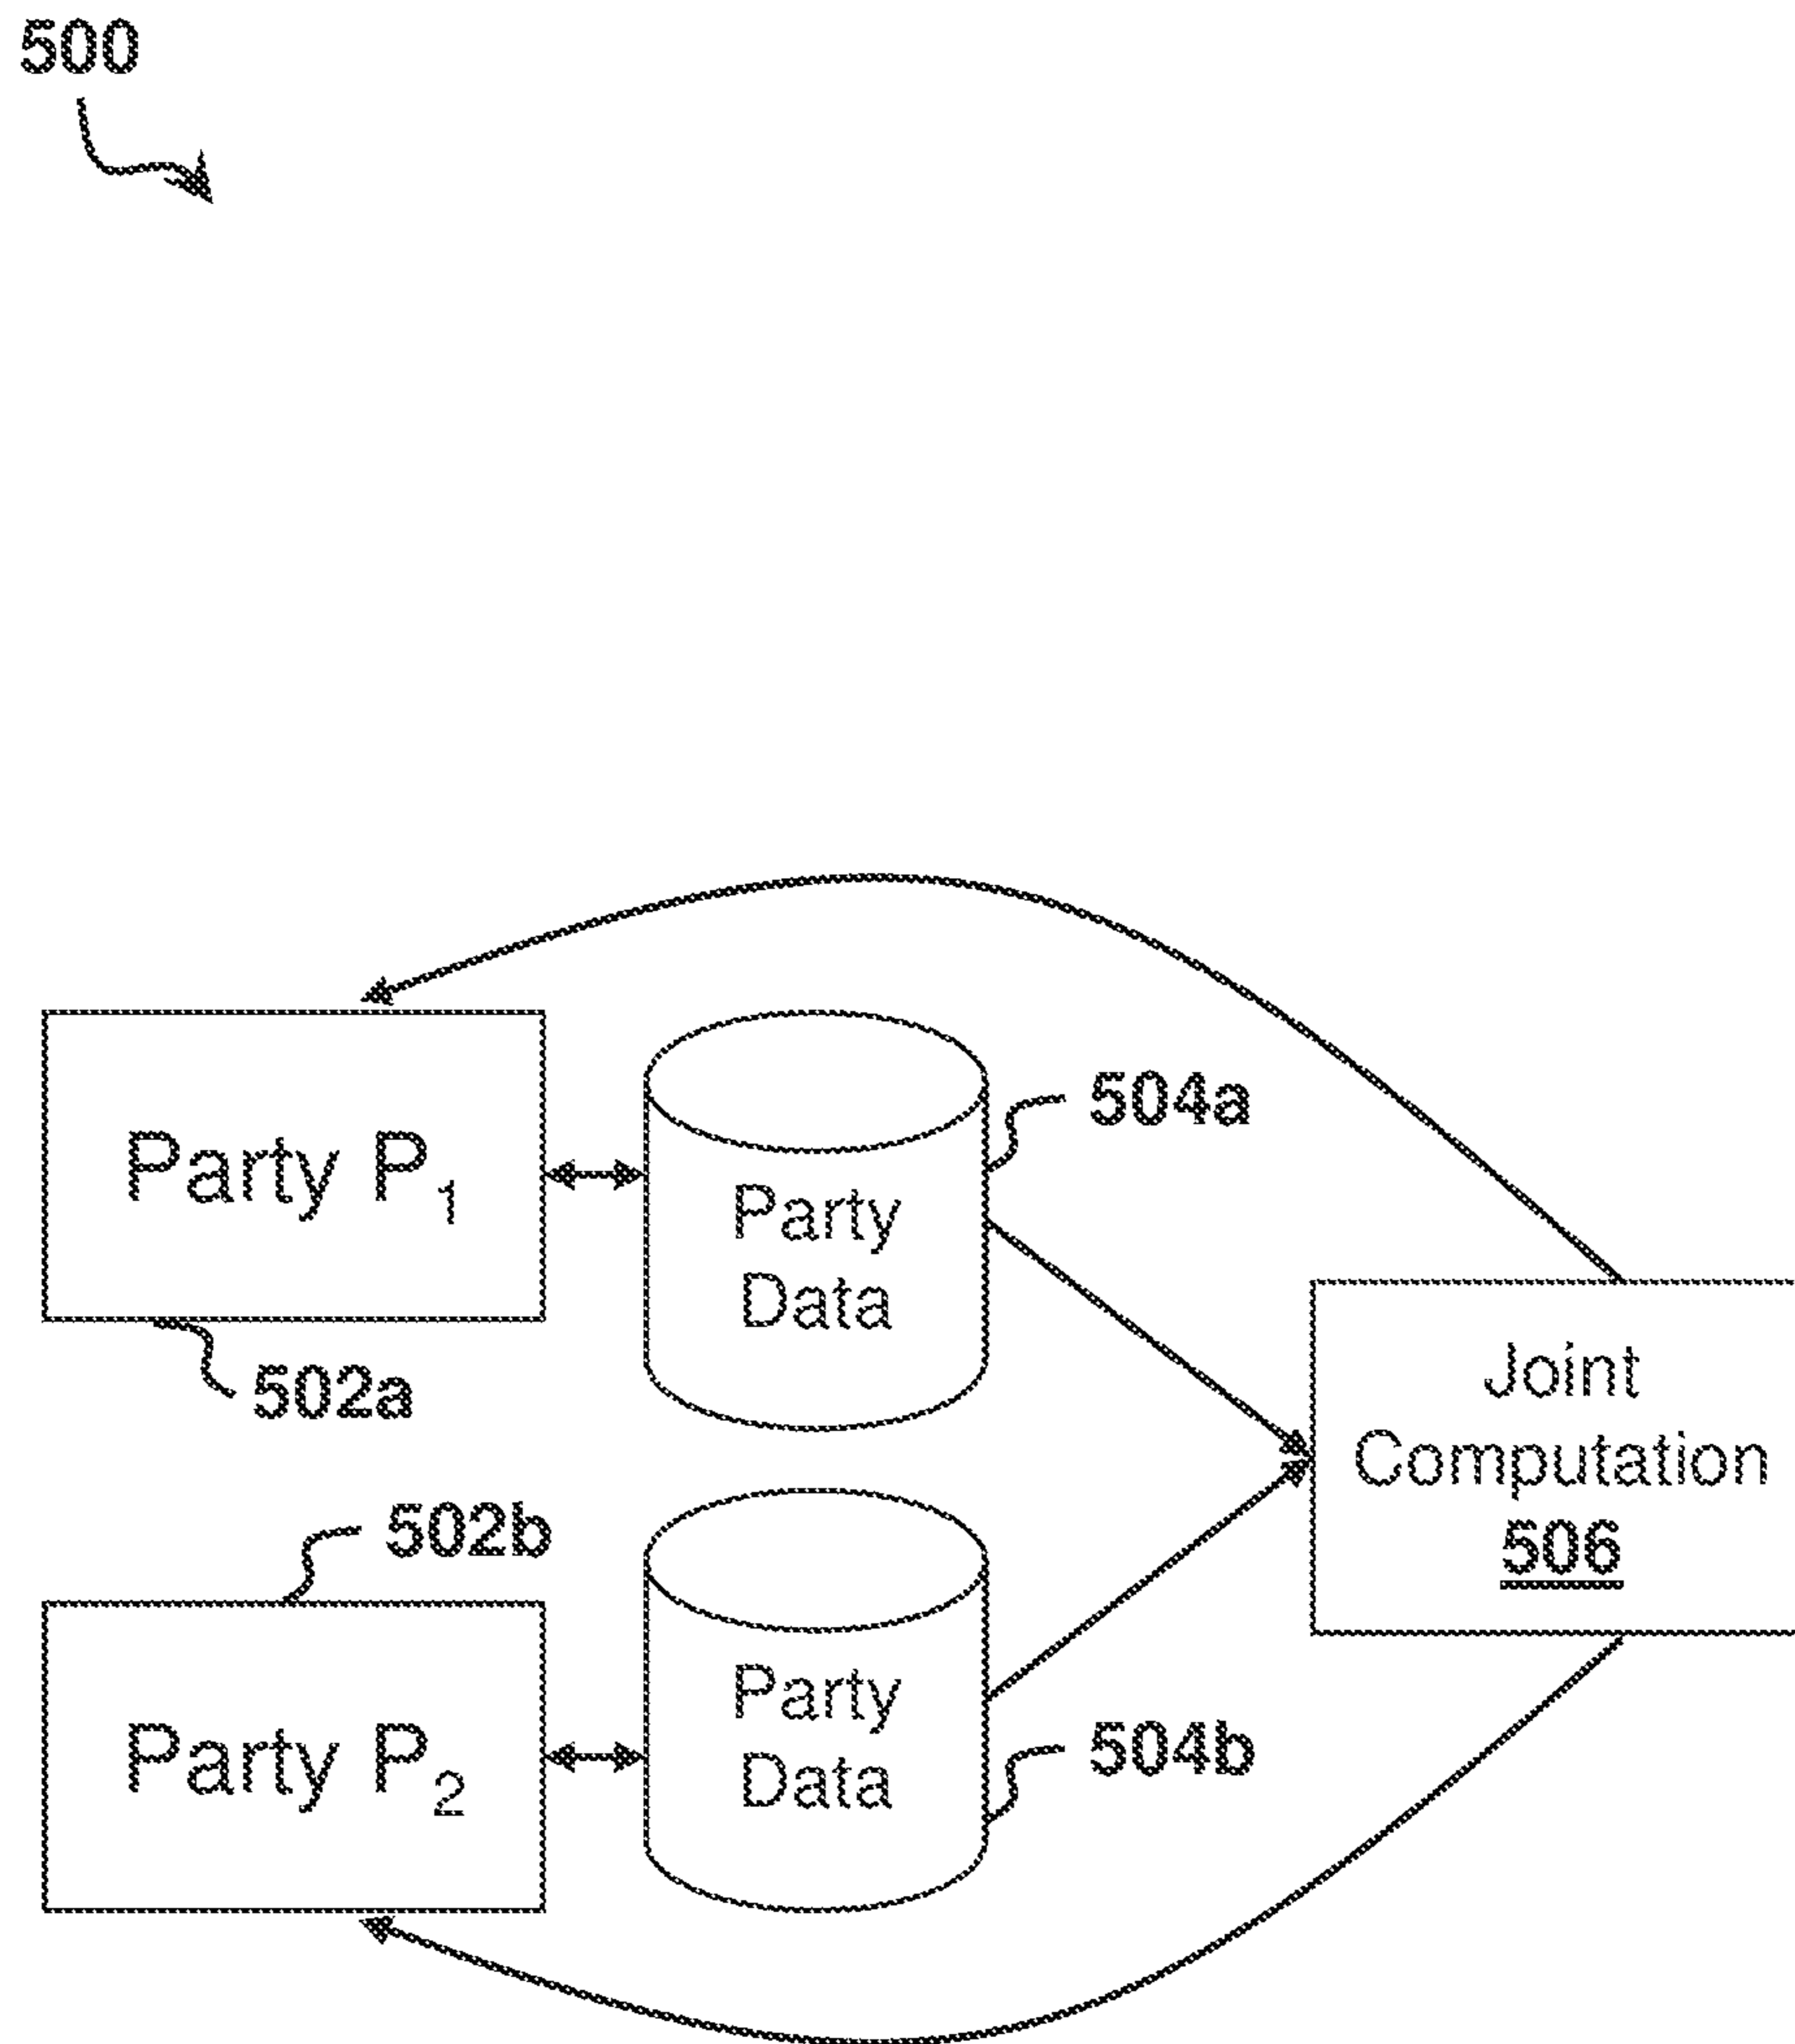 500
Party P₁
Party
Data
504a
502a
Joint
Computation
506
502b
Party P₂
Party
Data
504b